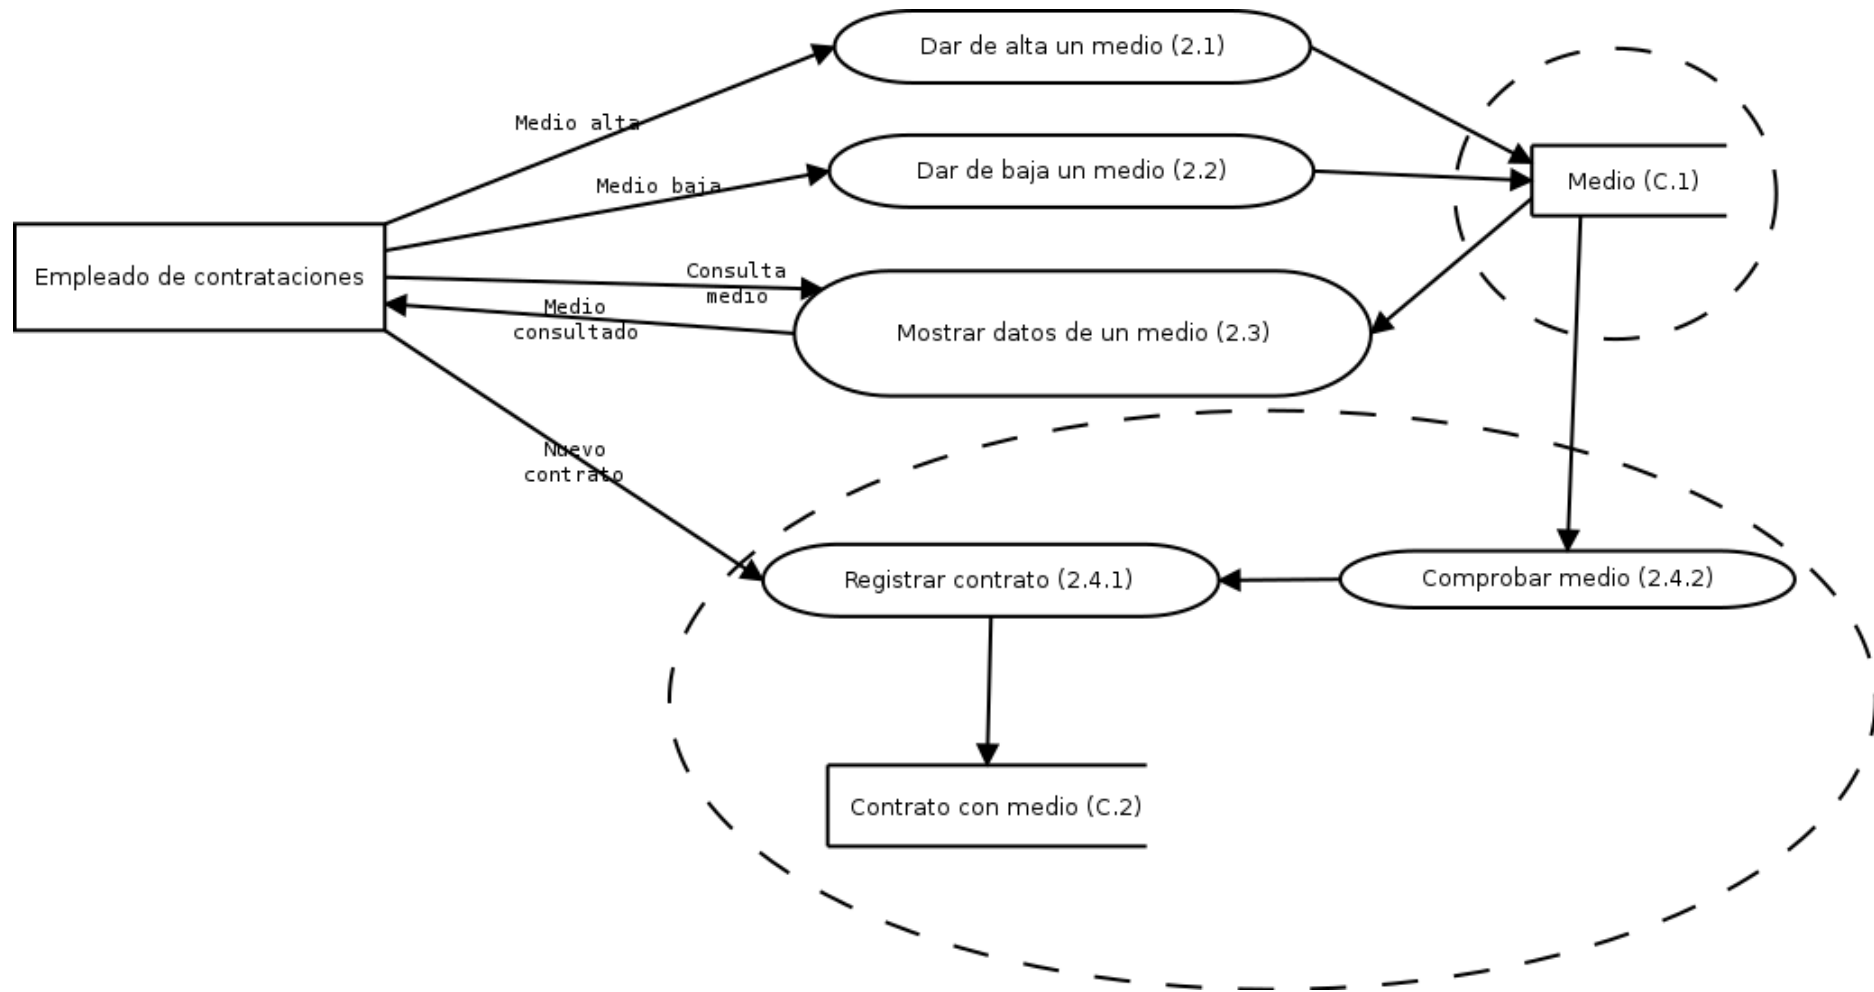 Dar de alta un medio (2.1)
Medio alta
Dar de baja un medio (2.2)
Medio (C.1)
Medio baja
Empleado de contrataciones
Consulta
medio
Medio
consultado
Mostrar datos de un medio (2.3)
Nuevo
contrato
Registrar contrato (2.4.1)
Comprobar medio (2.4.2)
Contrato con medio (C.2)